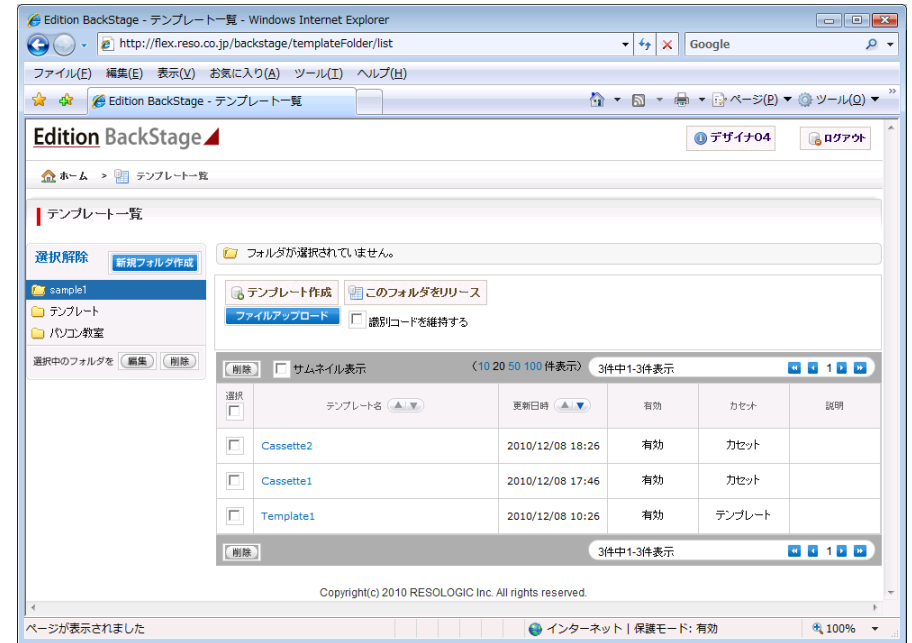 Edition BackStage - テンプレート一覧 - Windows Internet Explorer
http://flex.reso.co.jp/backstage/templateFolder/list
Google
ファイル(F) 編集(E) 表示(V) お気に入り(A) ツール(T) ヘルプ(H)
Edition BackStage - テンプレート一覧
ページ(P) ツール(O)
Edition BackStage
デザイナ04
ログアウト
ホーム > テンプレート一覧
テンプレート一覧
選択解除
新規フォルダ作成
フォルダが選択されていません。
sample1
テンプレート
パソコン教室
選択中のフォルダを 編集 削除
テンプレート作成
このフォルダをリリース
ファイルアップロード
識別コードを維持する
削除 サムネイル表示 (10 20 50 100 件表示) 3件中1-3件表示 1
選択 テンプレート名 更新日時 有効 カセット 説明
Cassette2 2010/12/08 18:26 有効 カセット
Cassette1 2010/12/08 17:46 有効 カセット
Template1 2010/12/08 10:26 有効 テンプレート
削除 3件中1-3件表示 1
Copyright(c) 2010 RESOLOGIC Inc. All rights reserved.
ページが表示されました インターネット | 保護モード: 有効 100%